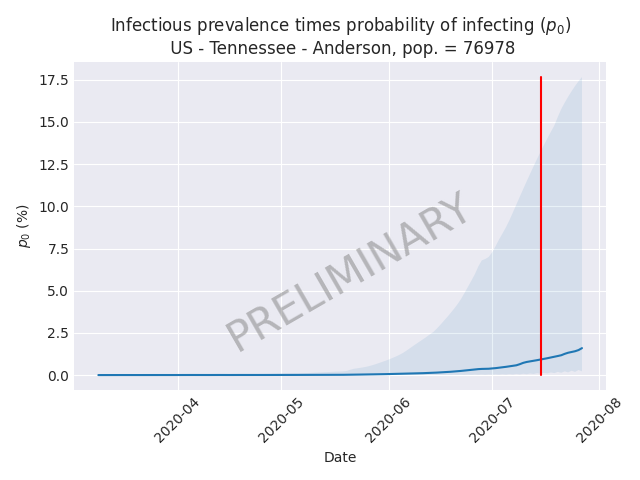 Infectious prevalence times probability of infecting (p₀)
US - Tennessee - Anderson, pop. = 76978
17.5
15.0
12.5
10.0
7.5
5.0
2.5
0.0
p₀ (%)
PRELIMINARY
2020-04
2020-05
2020-06
2020-07
2020-08
Date